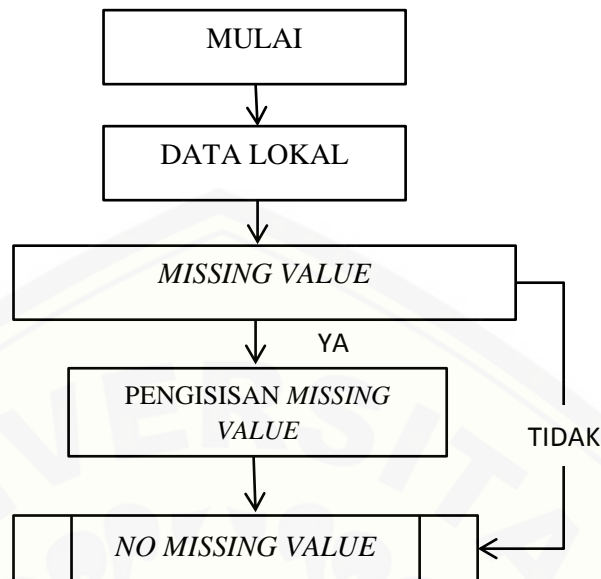 MULAI
DATA LOKAL
MISSING VALUE
YA
PENGISISAN MISSING
VALUE
TIDAK
NO MISSING VALUE